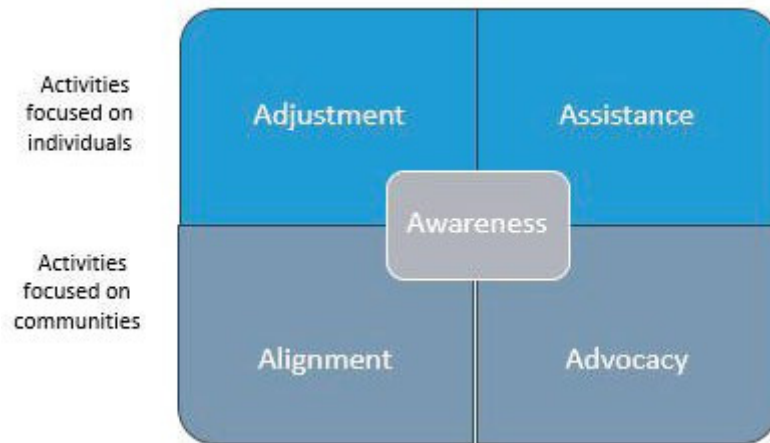 Activities
focused on
individuals
Adjustment
Assistance
Awareness
Activities
focused on
communities
Alignment
Advocacy